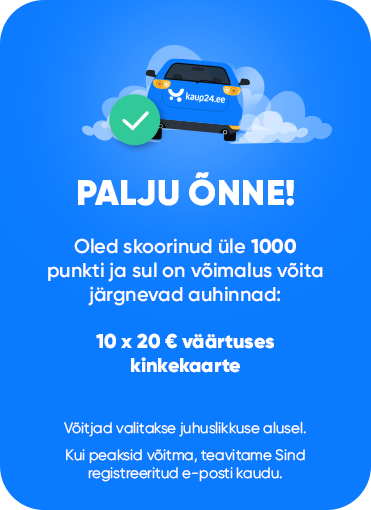 kaup24.ee
PALJU ÕNNE!
Oled skoorinud üle 1000
punkti ja sul on võimalus võita
järgnevad auhinnad:
10 x 20 € väärtuses
kinkekaarte
Võitjad valitakse juhuslikkuse alusel.
Kui peaksid võitma, teavitame Sind
registreeritud e-posti kaudu.